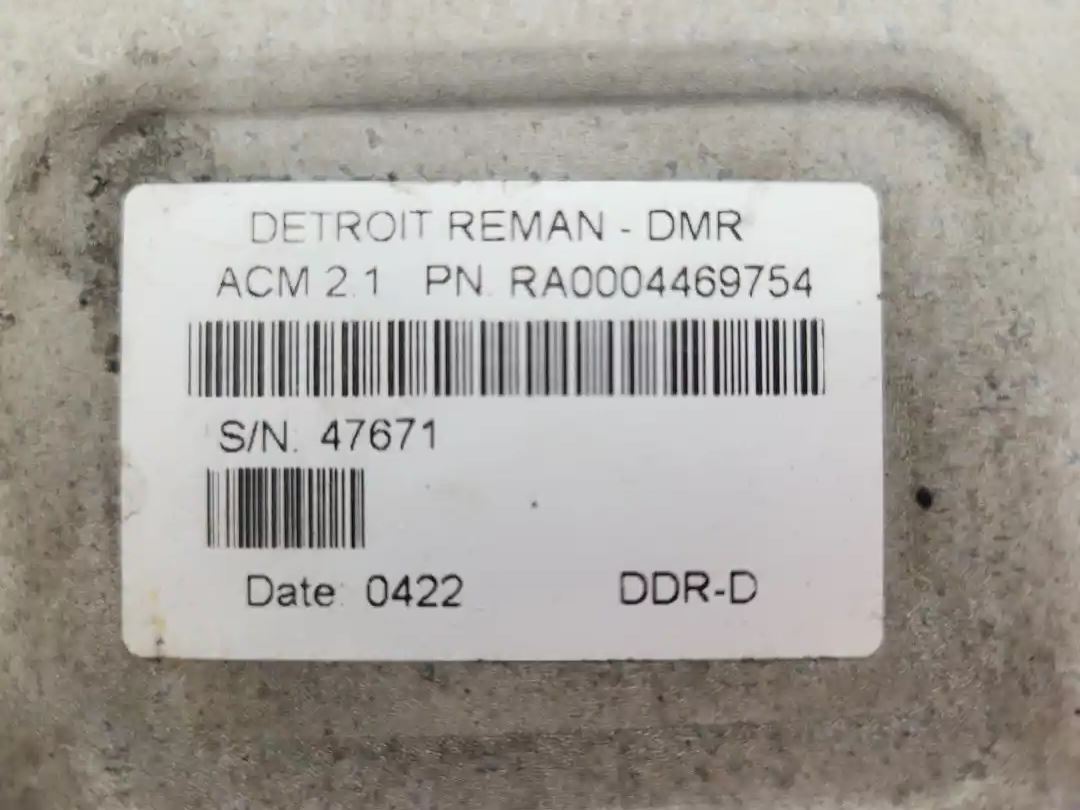 DETROIT REMAN - DMR
ACM 2.1 PN. RA0004469754
S/N. 47671
Date: 0422 DDR-D